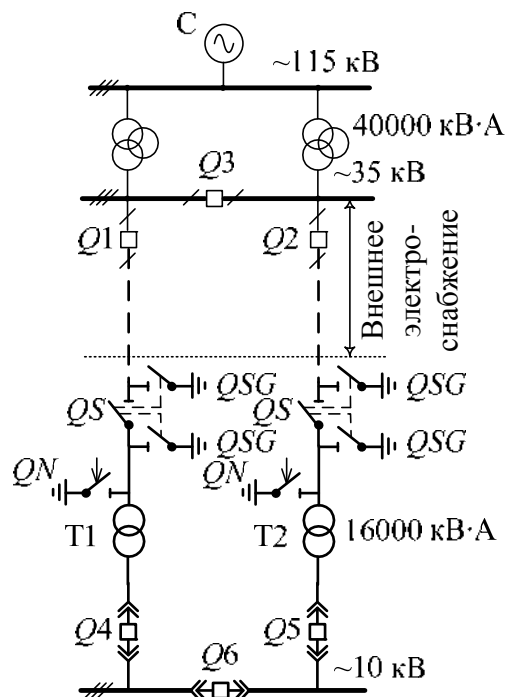 С
~115 кВ
40000 кВ·А
Q3
~35 кВ
Q1
Q2
Внешнее
электро-
снабжение
QSG
QSG
QS
QS
QSG
QSG
QN
QN
T1
T2
16000 кВ·А
Q4
Q5
Q6
~10 кВ